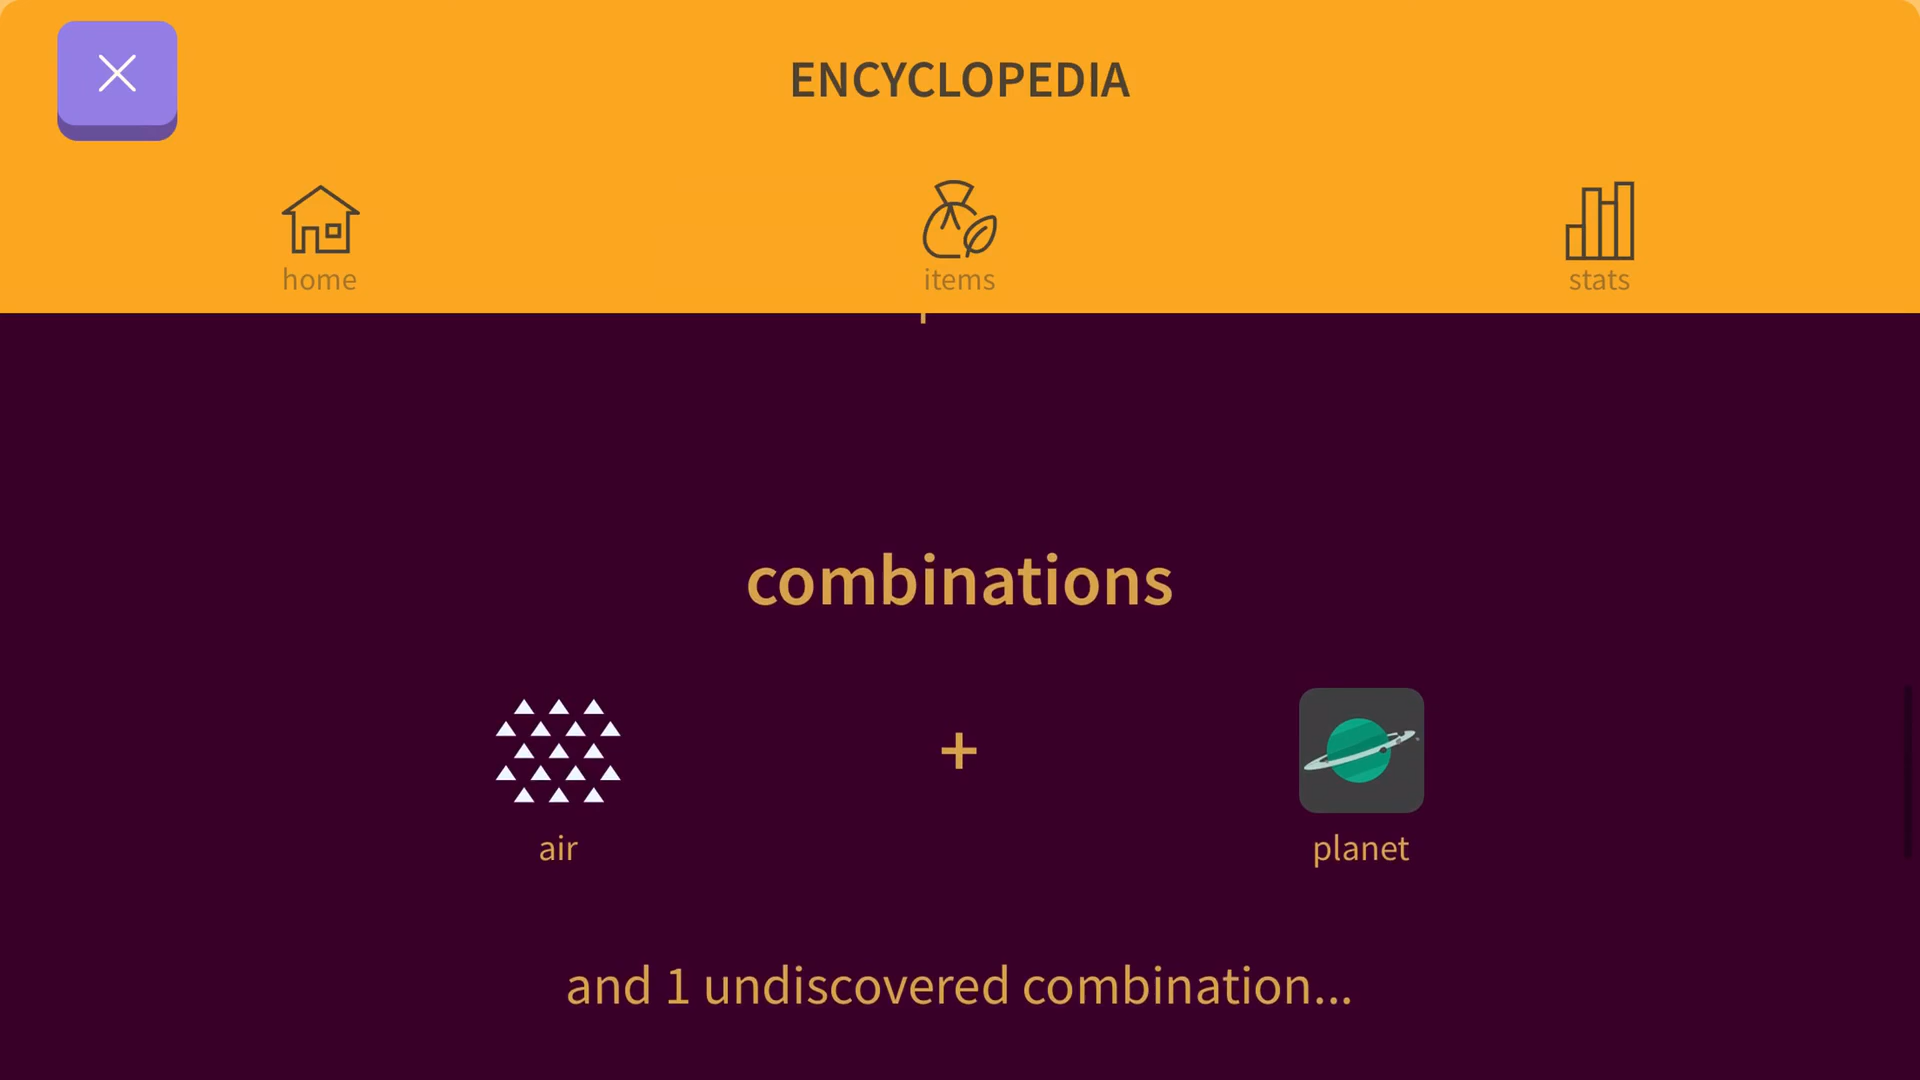 ENCYCLOPEDIA
home
items
stats
combinations
+
air
planet
and 1 undiscovered combination...